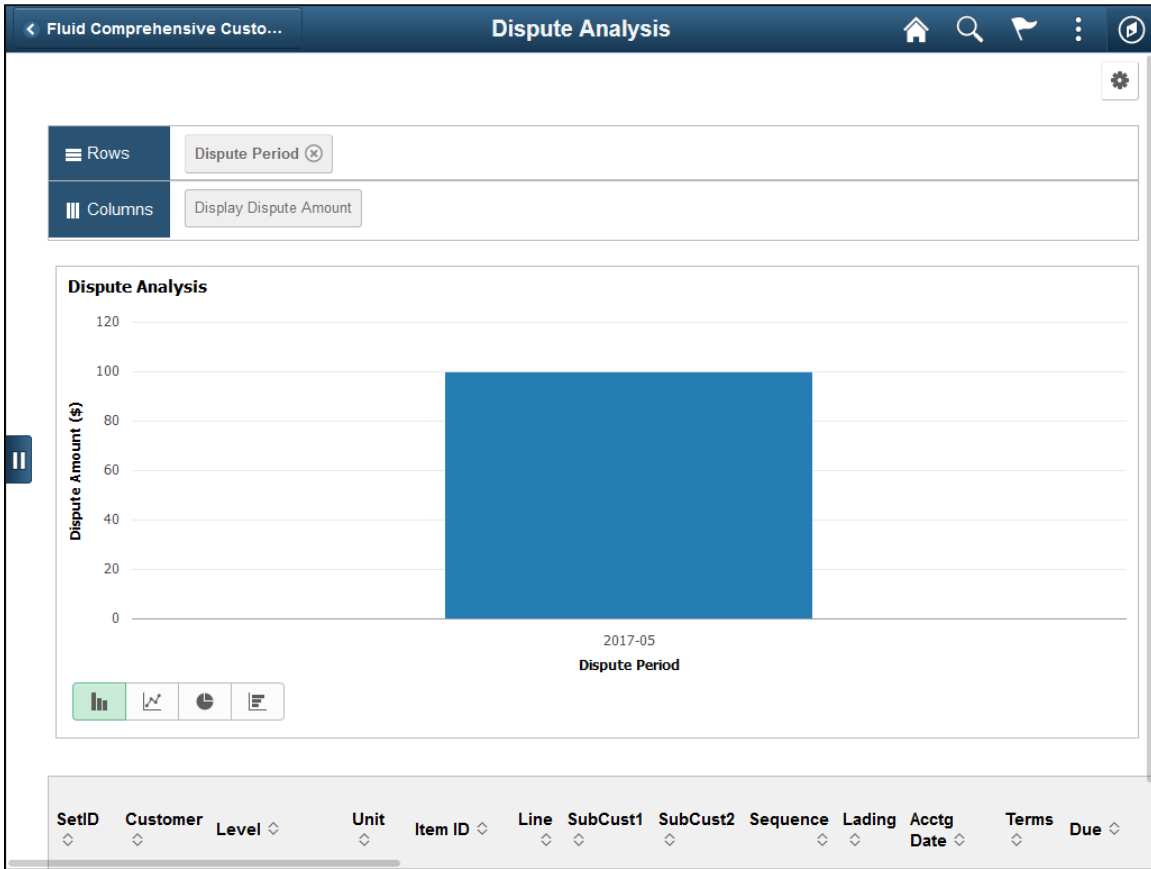 Fluid Comprehensive Custo...
Dispute Analysis
Rows
Dispute Period
Columns
Display Dispute Amount
Dispute Analysis
120
100
80
60
40
20
0
Dispute Amount ($)
2017-05
Dispute Period
SetID
Customer
Level
Unit
Item ID
Line
SubCust1
SubCust2
Sequence
Lading
Acctg
Date
Terms
Due